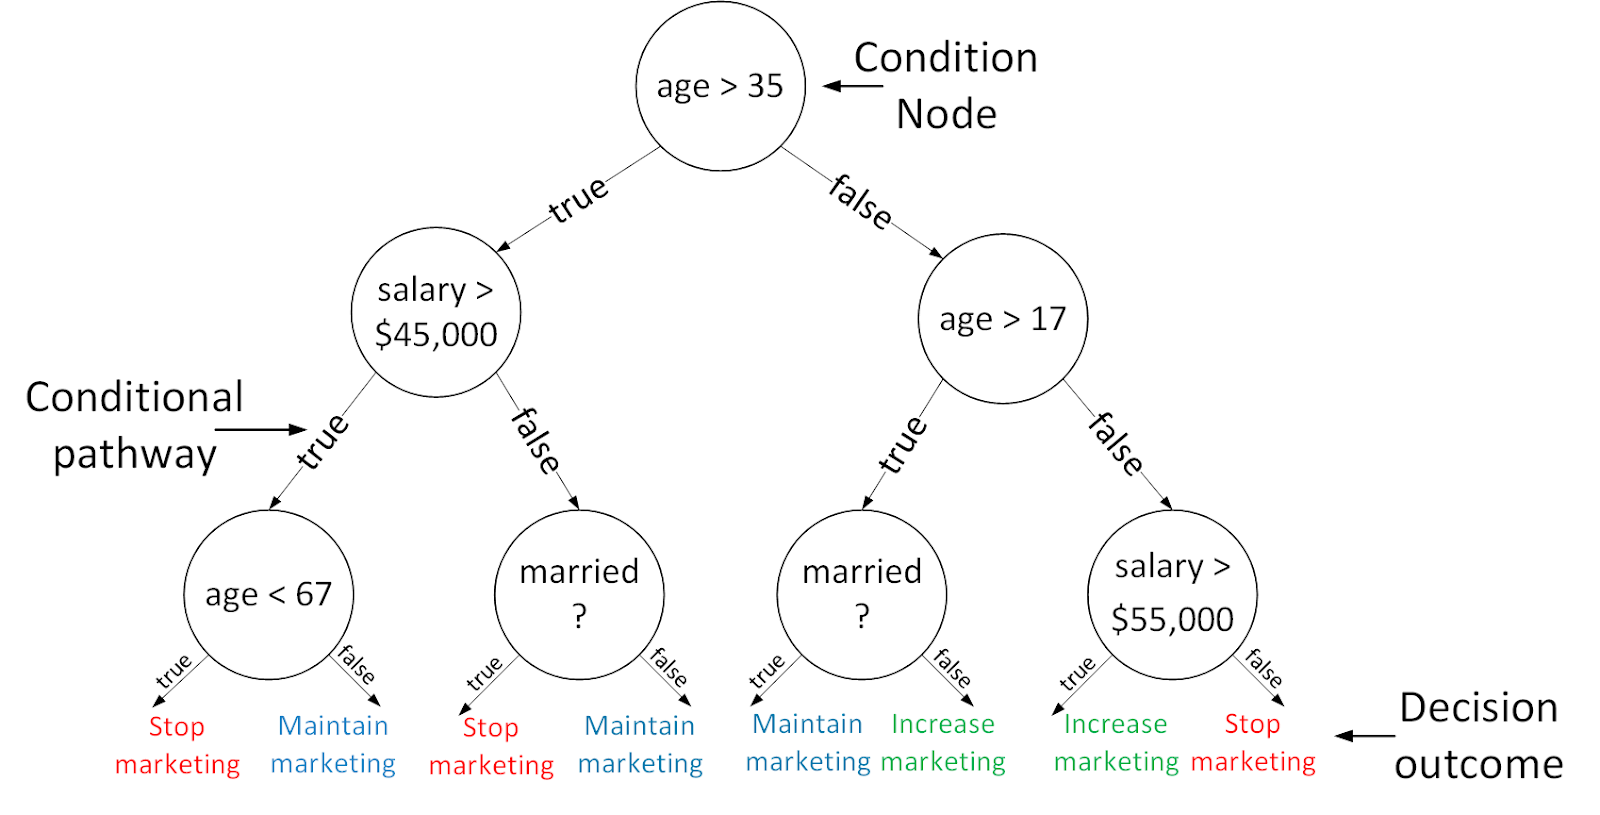 age > 35
Condition
Node
true
false
salary >
$45,000
age > 17
Conditional
pathway
true
false
true
false
age < 67
married
?
married
?
salary >
$55,000
true
false
true
false
true
false
true
false
Stop
marketing
Maintain
marketing
Stop
marketing
Maintain
marketing
Maintain
marketing
Increase
marketing
Increase
marketing
Stop
marketing
Decision
outcome